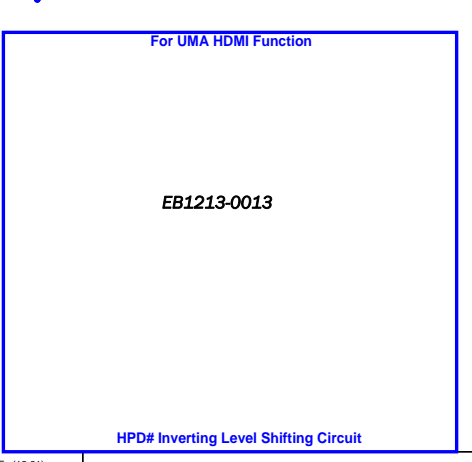 For UMA HDMI Function
EB1213-0013
HPD# Inverting Level Shifting Circuit